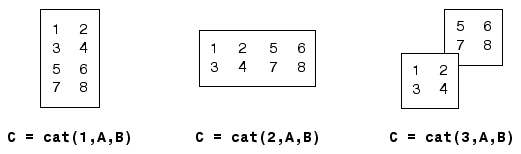 1 2
3 4
5 6
7 8
C = cat(1,A,B)
1 2 5 6
3 4 7 8
C = cat(2,A,B)
5 6
7 8
1 2
3 4
C = cat(3,A,B)